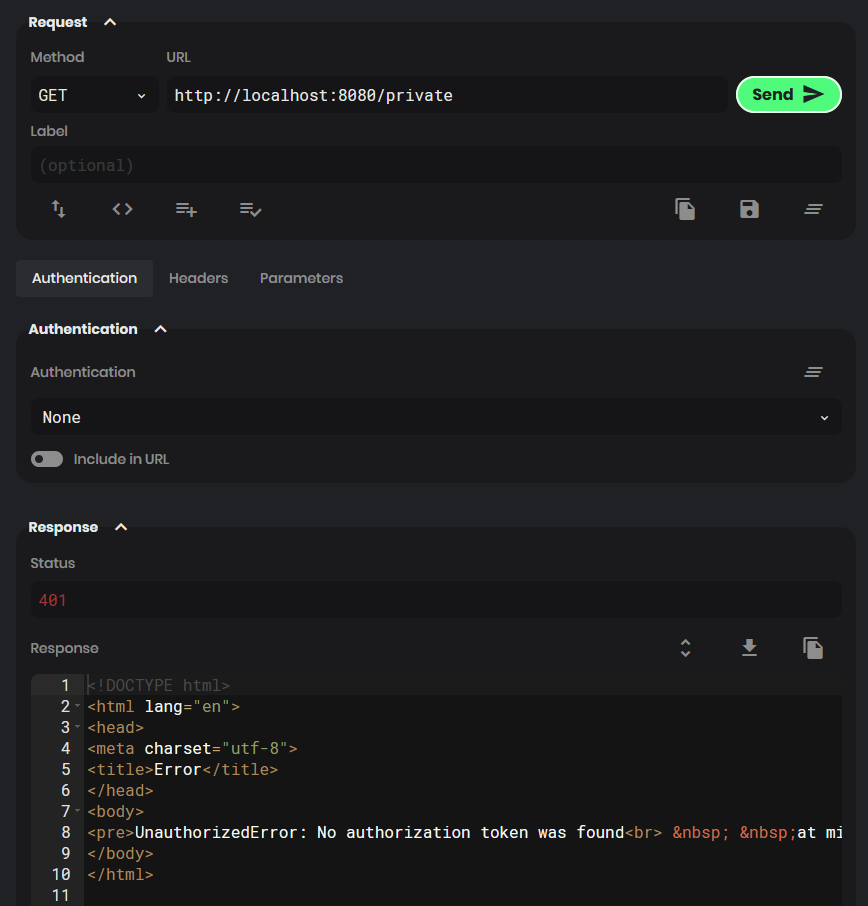 Request
Method URL
GET http://localhost:8080/private Send
Label
(optional)
Authentication Headers Parameters
Authentication
Authentication
None
Include in URL
Response
Status
401
Response
1 <!DOCTYPE html>
2 <html lang="en">
3 <head>
4 <meta charset="utf-8">
5 <title>Error</title>
6 </head>
7 <body>
8 <pre>UnauthorizedError: No authorization token was found<br> &nbsp; &nbsp;at mi
9 </body>
10 </html>
11